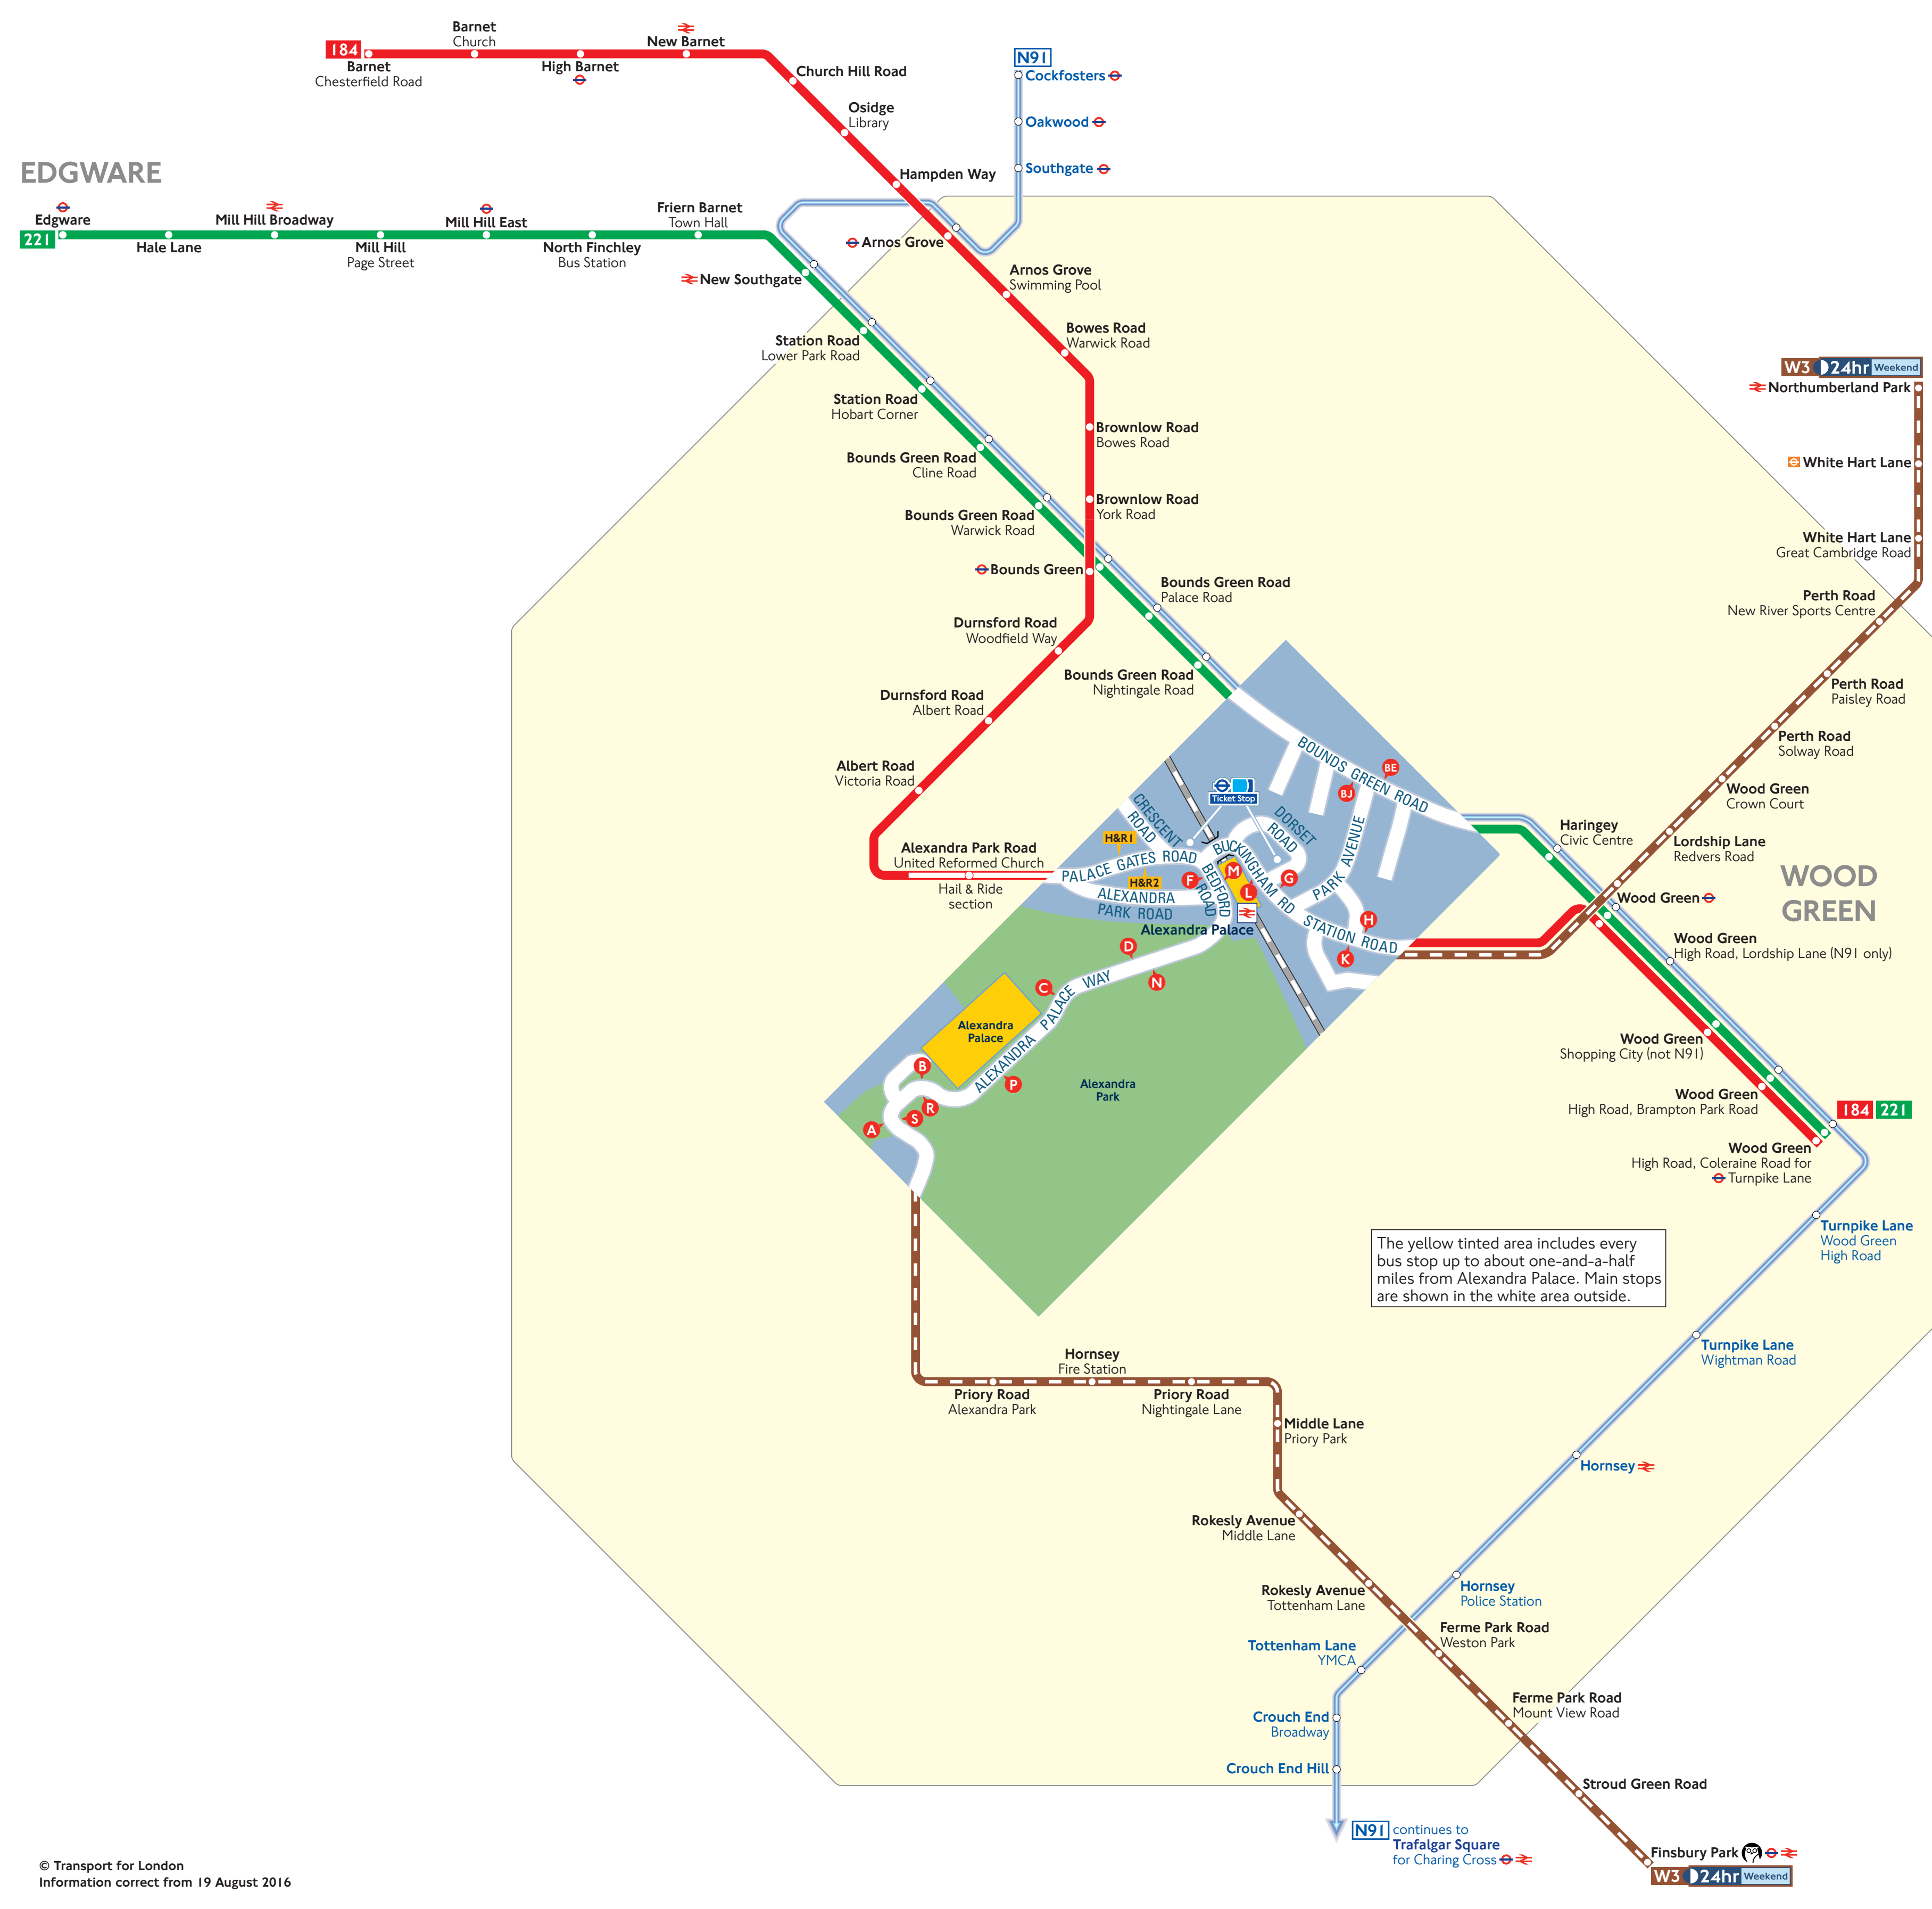 184
Barnet
Chesterfield Road
Barnet
Church
High Barnet
New Barnet
Church Hill Road
Osidge
Library
Hampden Way
N91
Cockfosters
Oakwood
Southgate
EDGWARE
221
Edgware
Hale Lane
Mill Hill Broadway
Mill Hill
Page Street
Mill Hill East
North Finchley
Bus Station
Friern Barnet
Town Hall
New Southgate
Arnos Grove
Arnos Grove
Swimming Pool
Bowes Road
Warwick Road
Station Road
Lower Park Road
Station Road
Hobart Corner
Bounds Green Road
Cline Road
Bounds Green Road
Warwick Road
Brownlow Road
Bowes Road
Brownlow Road
York Road
Bounds Green
Bounds Green Road
Palace Road
Durnsford Road
Woodfield Way
Bounds Green Road
Nightingale Road
Durnsford Road
Albert Road
Albert Road
Victoria Road
Alexandra Park Road
United Reformed Church
Hail & Ride
section
W3 24hr Weekend
Northumberland Park
White Hart Lane
White Hart Lane
Great Cambridge Road
Perth Road
New River Sports Centre
Perth Road
Paisley Road
Perth Road
Solway Road
Wood Green
Crown Court
Lordship Lane
Redvers Road
Haringey
Civic Centre
WOOD
GREEN
Wood Green
Wood Green
High Road, Lordship Lane (N91 only)
Wood Green
Shopping City (not N91)
Wood Green
High Road, Brampton Park Road
184 221
Wood Green
High Road, Coleraine Road for
Turnpike Lane
BOUNDS GREEN ROAD
BE
BJ
Ticket Stop
CRESCENT
ROAD
DORSET
ROAD
H&R1
PALACE GATES ROAD
BUCKINGHAM RD
PARK AVENUE
H&R2
F
M
G
L
BEDFORD
ROAD
ALEXANDRA
PARK ROAD
STATION ROAD
H
K
Alexandra Palace
D
N
C
ALEXANDRA PALACE WAY
Alexandra
Palace
B
P
R
S
A
Alexandra
Park
The yellow tinted area includes every
bus stop up to about one-and-a-half
miles from Alexandra Palace. Main stops
are shown in the white area outside.
Turnpike Lane
Wood Green
High Road
Turnpike Lane
Wightman Road
Hornsey
Hornsey
Police Station
Tottenham Lane
YMCA
Crouch End
Broadway
Crouch End Hill
N91 continues to
Trafalgar Square
for Charing Cross
Priory Road
Alexandra Park
Hornsey
Fire Station
Priory Road
Nightingale Lane
Middle Lane
Priory Park
Rokesly Avenue
Middle Lane
Rokesly Avenue
Tottenham Lane
Ferme Park Road
Weston Park
Ferme Park Road
Mount View Road
Stroud Green Road
Finsbury Park
W3 24hr Weekend
© Transport for London
Information correct from 19 August 2016